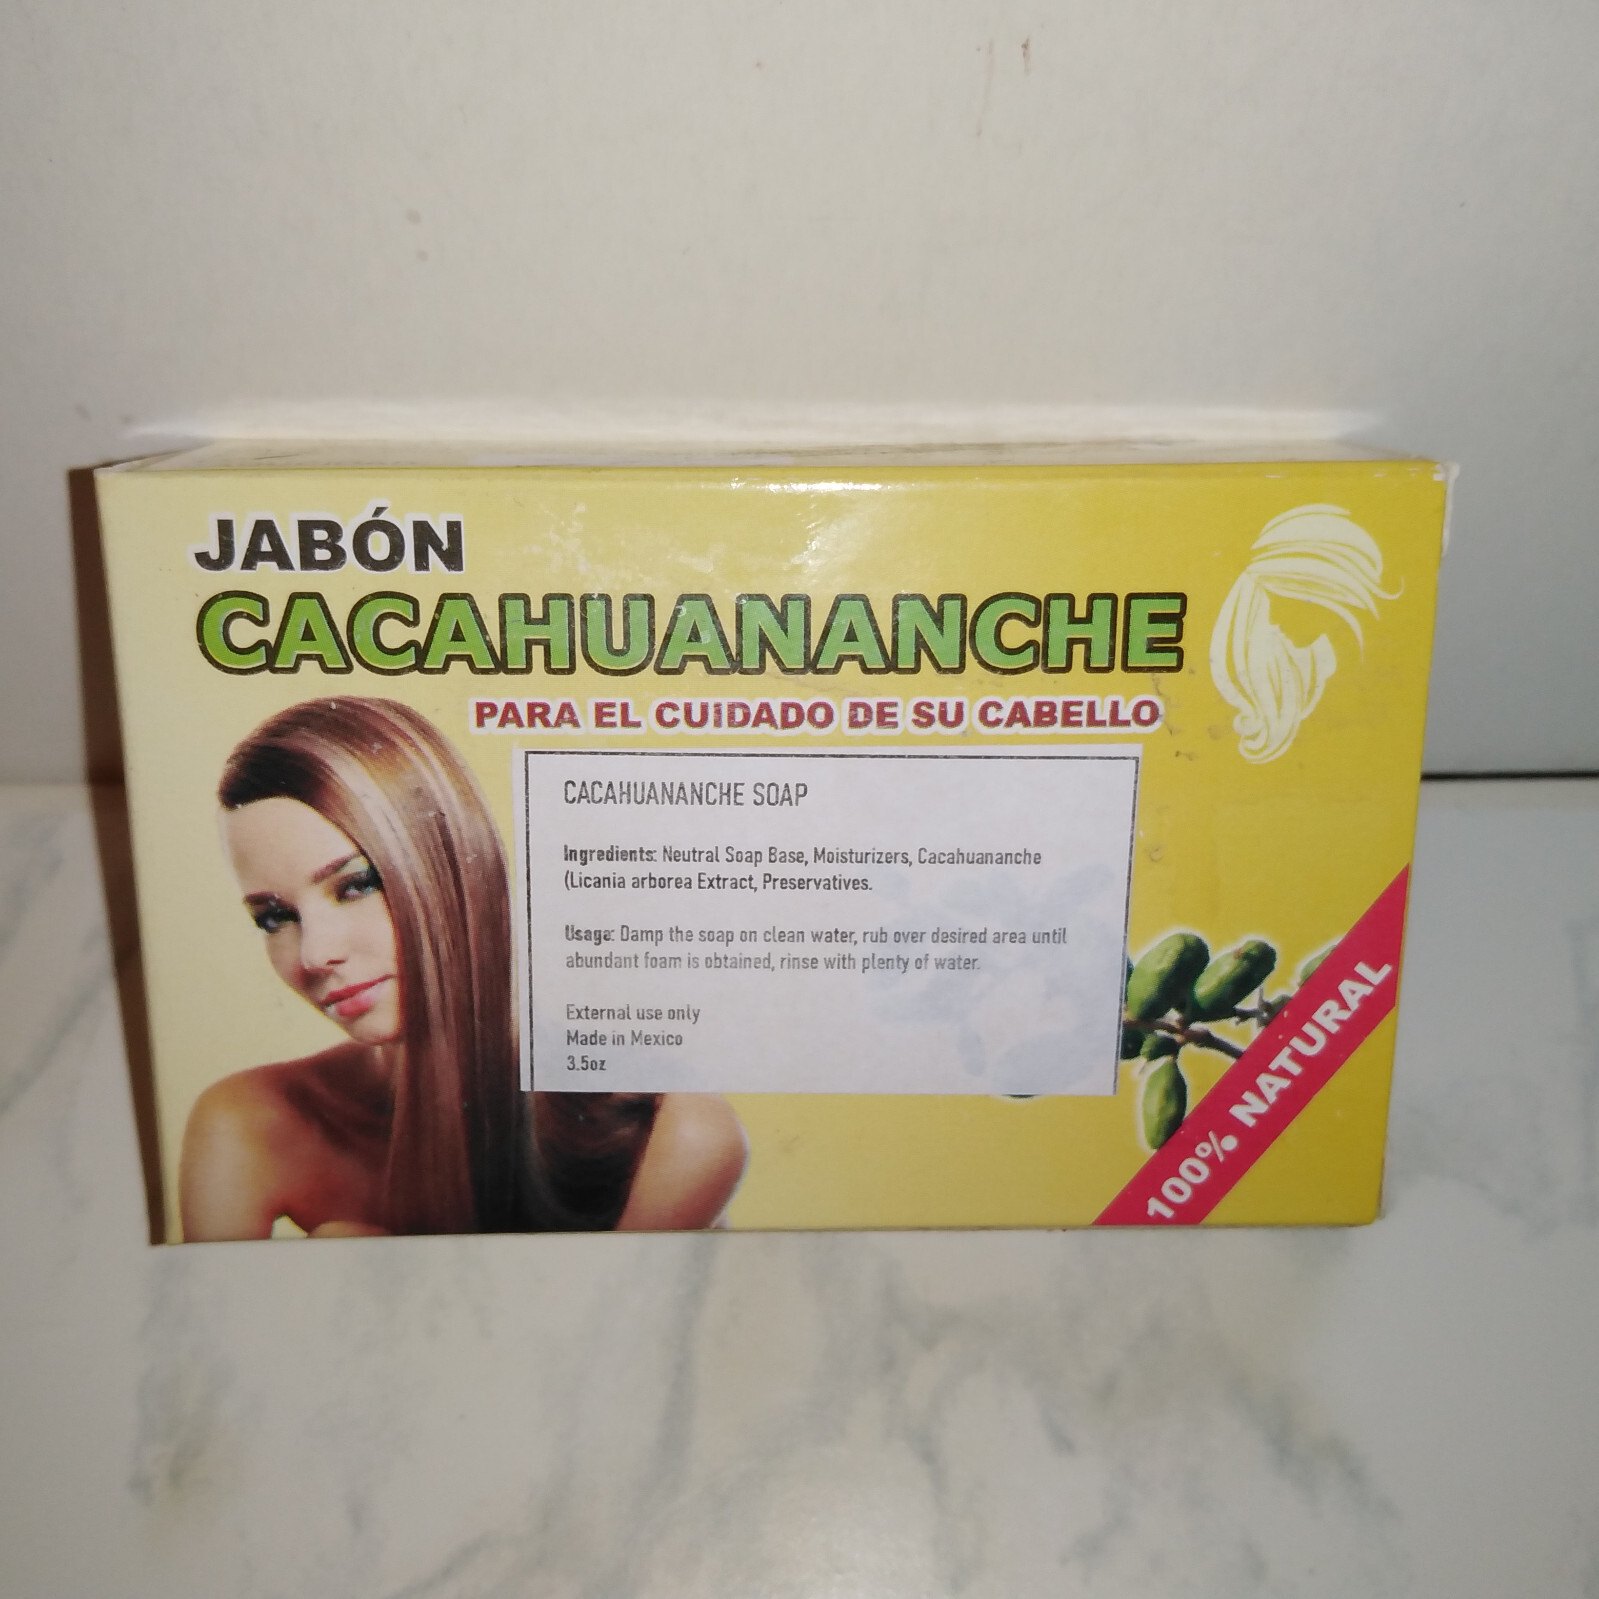 JABÓN
CACAHUANANCHE
PARA EL CUIDADO DE SU CABELLO
CACAHUANANCHE SOAP
Ingredients: Neutral Soap Base, Moisturizers, Cacahuananche
(Licania arborea Extract, Preservatives.
Usage: Damp the soap on clean water, rub over desired area until
abundant foam is obtained, rinse with plenty of water.
External use only
Made in Mexico
3.5oz
100% NATURAL